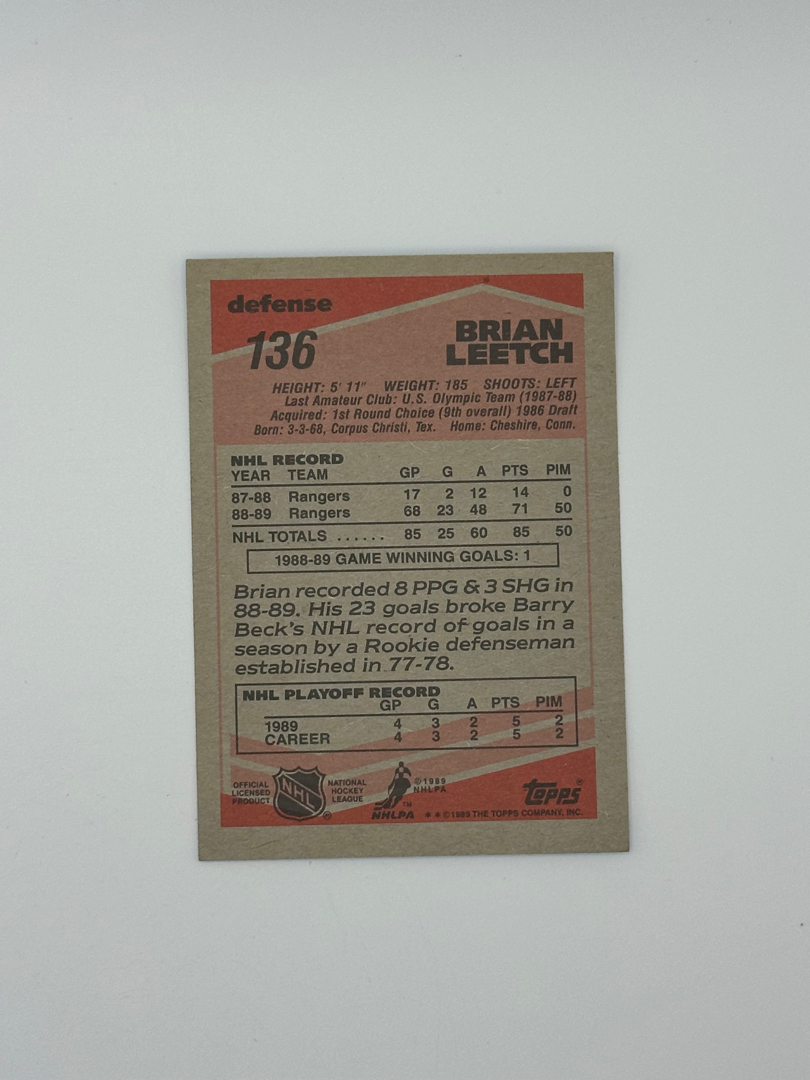 defense
136
BRIAN
LEETCH
HEIGHT: 5' 11" WEIGHT: 185 SHOOTS: LEFT
Last Amateur Club: U.S. Olympic Team (1987-88)
Acquired: 1st Round Choice (9th overall) 1986 Draft
Born: 3-3-68, Corpus Christi, Tex. Home: Cheshire, Conn.
NHL RECORD
YEAR TEAM GP G A PTS PIM
87-88 Rangers 17 2 12 14 0
88-89 Rangers 68 23 48 71 50
NHL TOTALS ...... 85 25 60 85 50
1988-89 GAME WINNING GOALS: 1
Brian recorded 8 PPG & 3 SHG in
88-89. His 23 goals broke Barry
Beck's NHL record of goals in a
season by a Rookie defenseman
established in 77-78.
NHL PLAYOFF RECORD
GP G A PTS PIM
1989 4 3 2 5 2
CAREER 4 3 2 5 2
OFFICIAL
LICENSED
PRODUCT
NHL
®
NATIONAL
HOCKEY
LEAGUE
TM
NHLPA
©1989
NHLPA
topps®
* * ©1989 THE TOPPS COMPANY, INC.